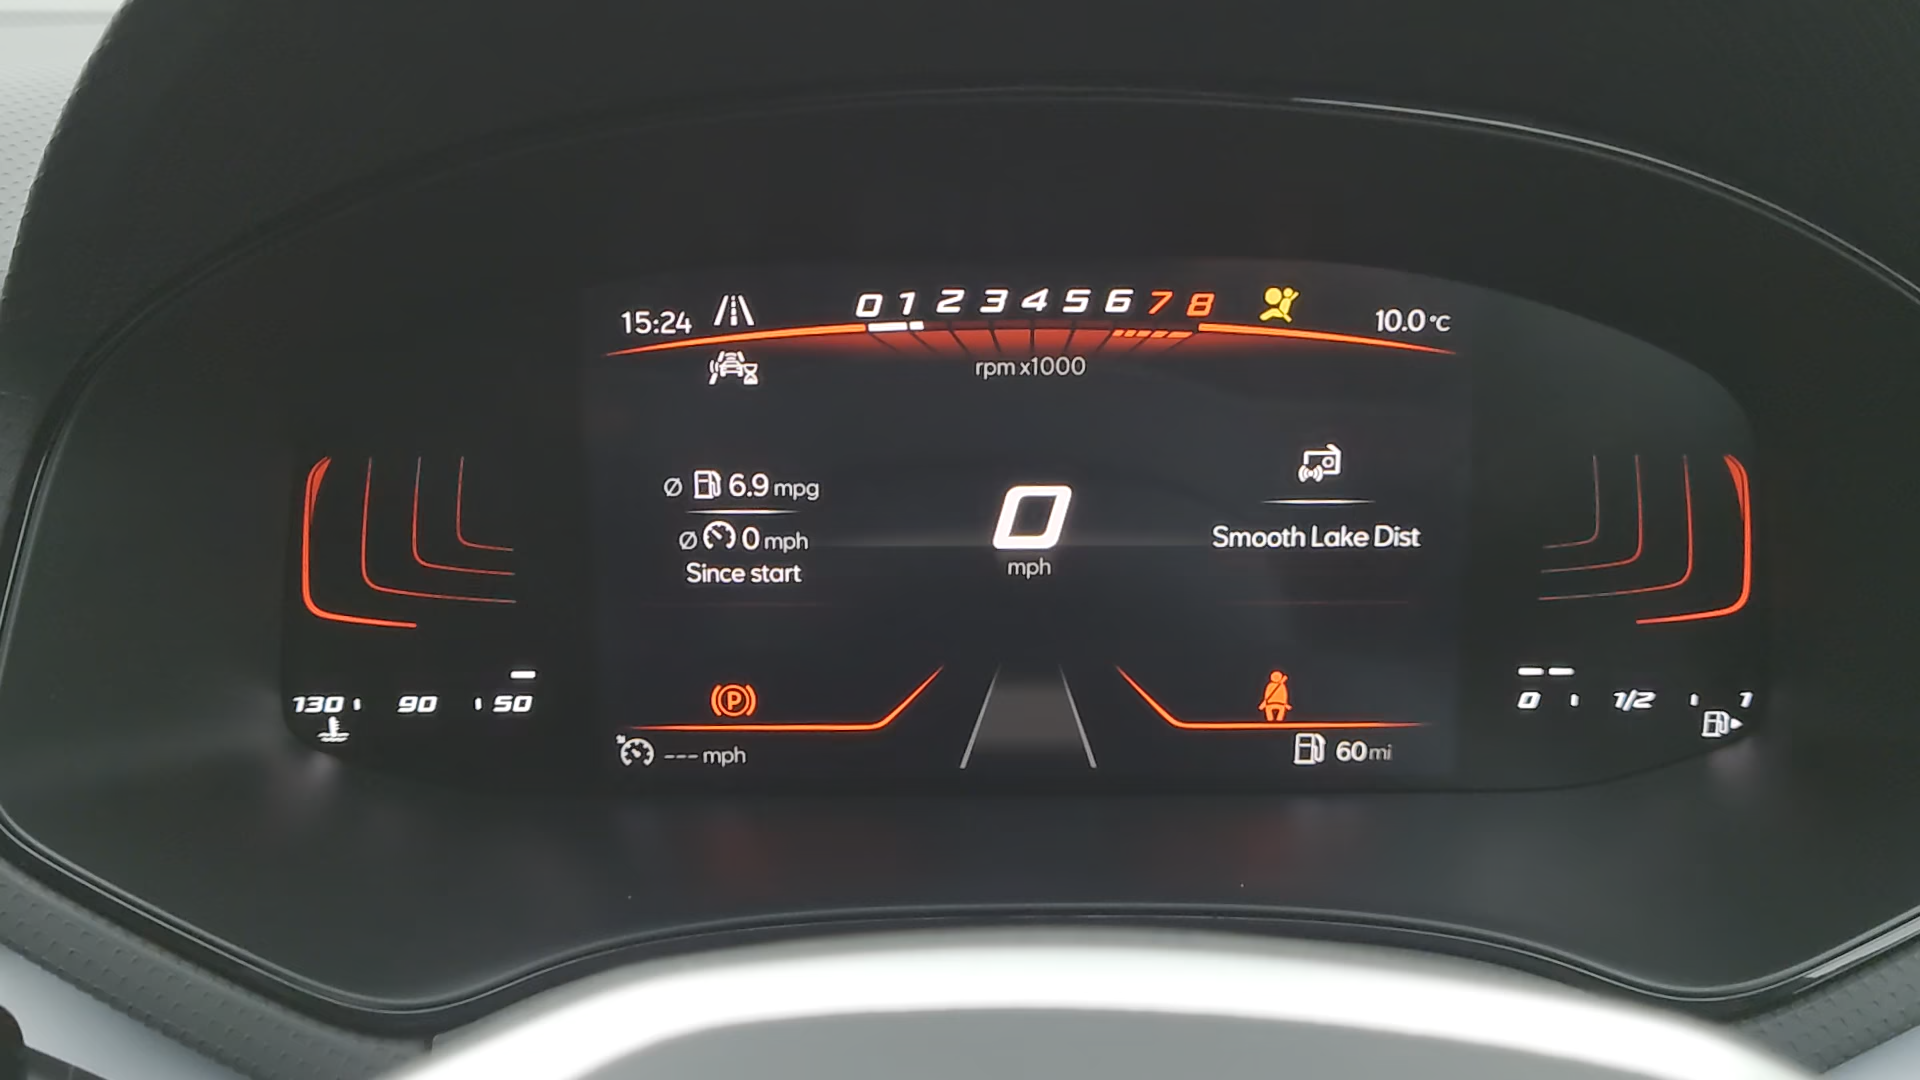 15:24
0 1 2 3 4 5 6 7 8
10.0 °C
rpm x1000
Ø 6.9 mpg
Ø 0 mph
Since start
0
mph
Smooth Lake Dist
130 90 50
P
--- mph
60 mi
0 1/2 1